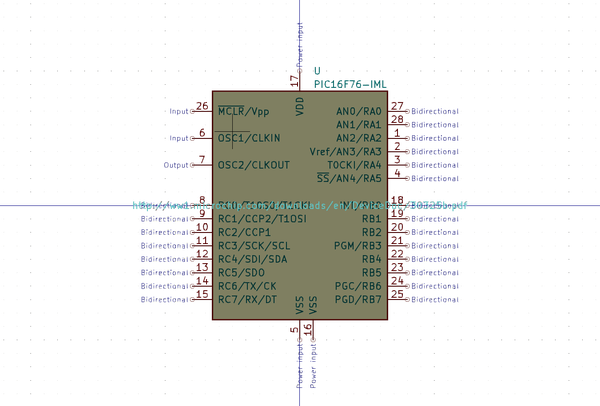 Power input
17
U
PIC16F76-IML
VDD
Input 26 MCLR/Vpp
AN0/RA0 27 Bidirectional
AN1/RA1 28 Bidirectional
Input 6 OSC1/CLKIN
AN2/RA2 1 Bidirectional
Vref/AN3/RA3 2 Bidirectional
Output 7 OSC2/CLKOUT
T0CKI/RA4 3 Bidirectional
SS/AN4/RA5 4 Bidirectional
8
18
Bidirectional 9 RC1/CCP2/T1OSI
RB1 19 Bidirectional
Bidirectional 10 RC2/CCP1
RB2 20 Bidirectional
Bidirectional 11 RC3/SCK/SCL
PGM/RB3 21 Bidirectional
Bidirectional 12 RC4/SDI/SDA
RB4 22 Bidirectional
Bidirectional 13 RC5/SDO
RB5 23 Bidirectional
Bidirectional 14 RC6/TX/CK
PGC/RB6 24 Bidirectional
Bidirectional 15 RC7/RX/DT
PGD/RB7 25 Bidirectional
VSS
VSS
5
16
Power input
Power input